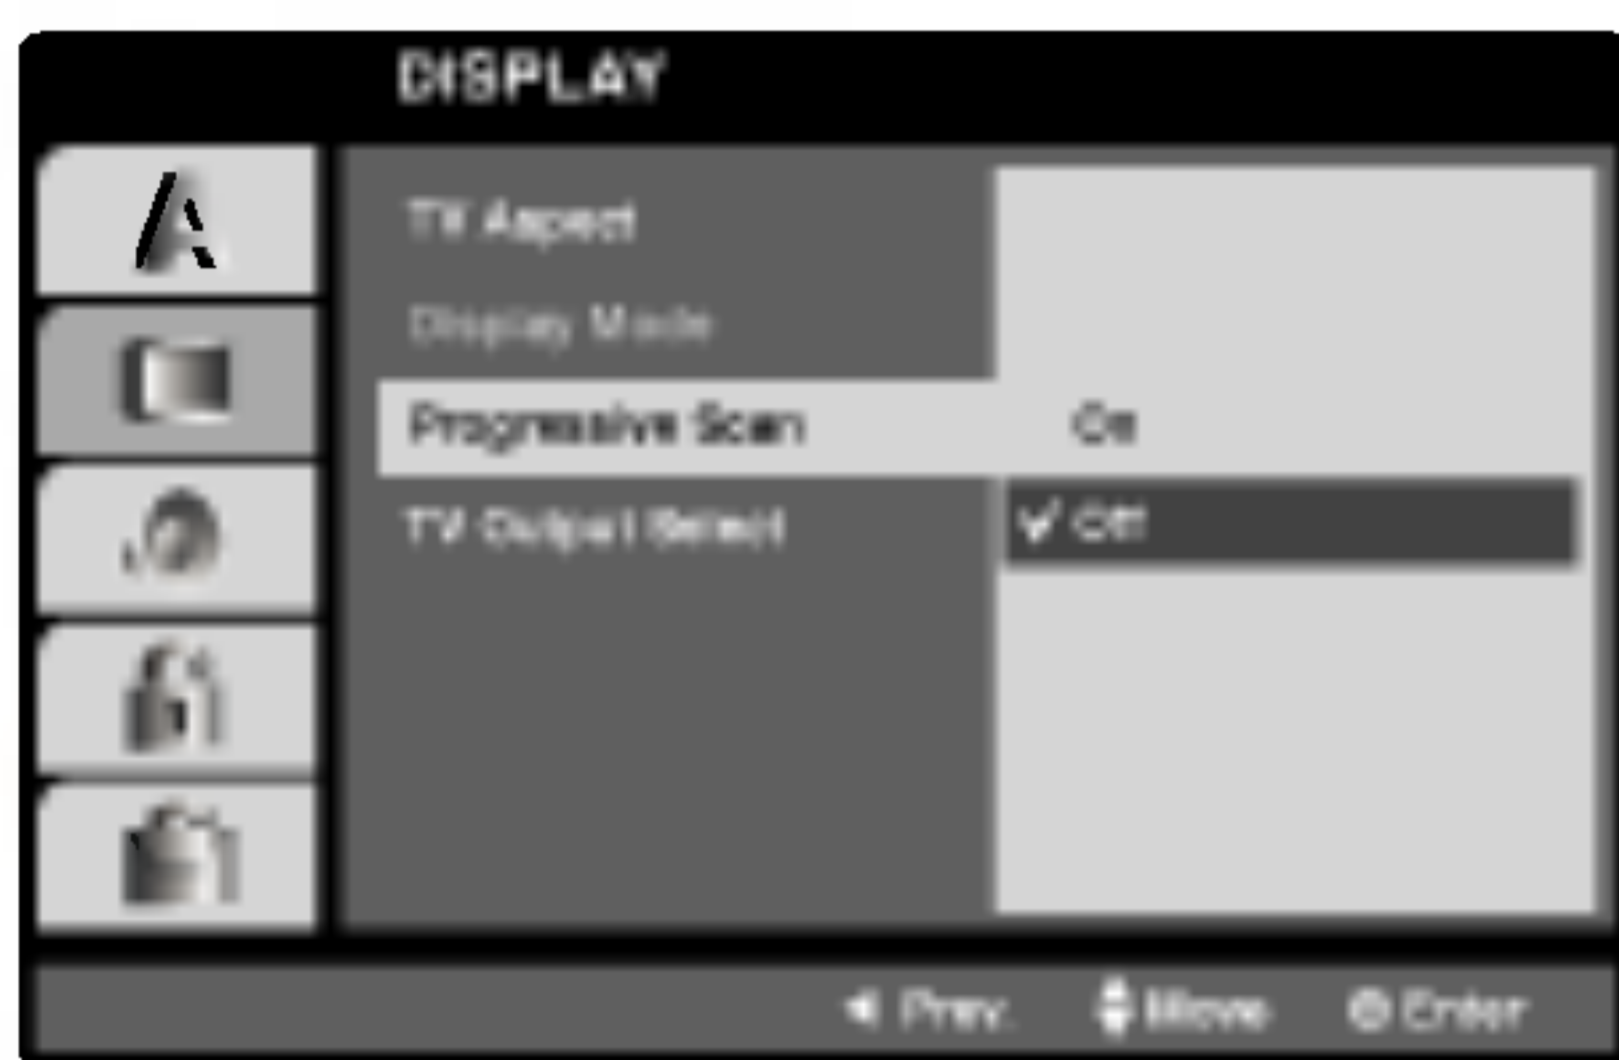 DISPLAY
A
TV Aspect
Display Mode
Progressive Scan On
TV Output Select ✓ Off
◀ Prev. Move Enter